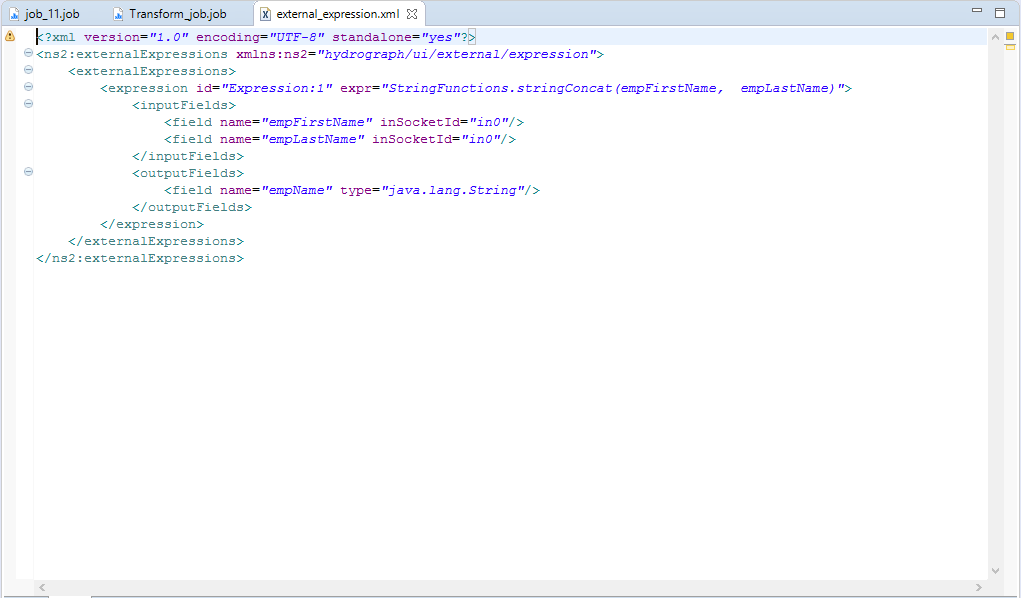 job_11.job Transform_job.job external_expression.xml
<?xml version="1.0" encoding="UTF-8" standalone="yes"?>
<ns2:externalExpressions xmlns:ns2="hydrograph/ui/external/expression">
    <externalExpressions>
        <expression id="Expression:1" expr="StringFunctions.stringConcat(empFirstName,  empLastName)">
            <inputFields>
                <field name="empFirstName" inSocketId="in0"/>
                <field name="empLastName" inSocketId="in0"/>
            </inputFields>
            <outputFields>
                <field name="empName" type="java.lang.String"/>
            </outputFields>
        </expression>
    </externalExpressions>
</ns2:externalExpressions>